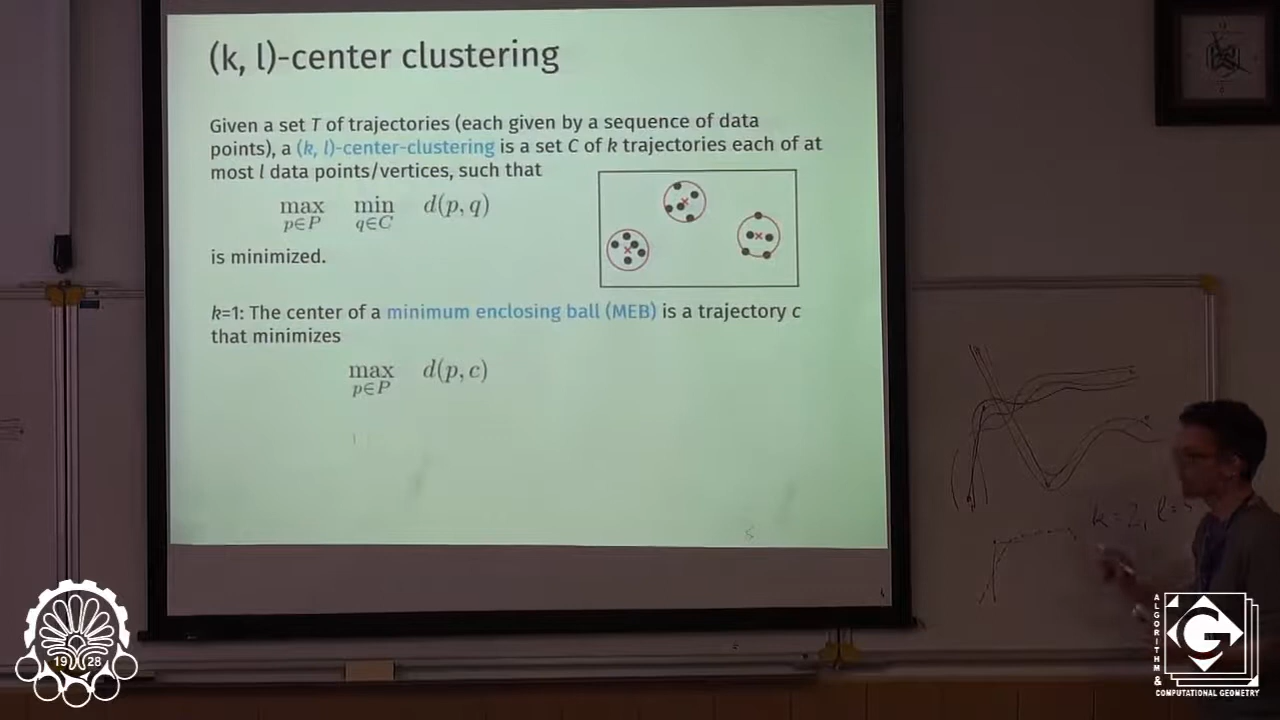 (k, l)-center clustering
Given a set T of trajectories (each given by a sequence of data
points), a (k, l)-center-clustering is a set C of k trajectories each of at
most l data points/vertices, such that
max min d(p, q)
p∈P q∈C
is minimized.
k=1: The center of a minimum enclosing ball (MEB) is a trajectory c
that minimizes
max d(p, c)
p∈P
k=2, l=
19 28
ALGORITHM &
G
COMPUTATIONAL GEOMETRY